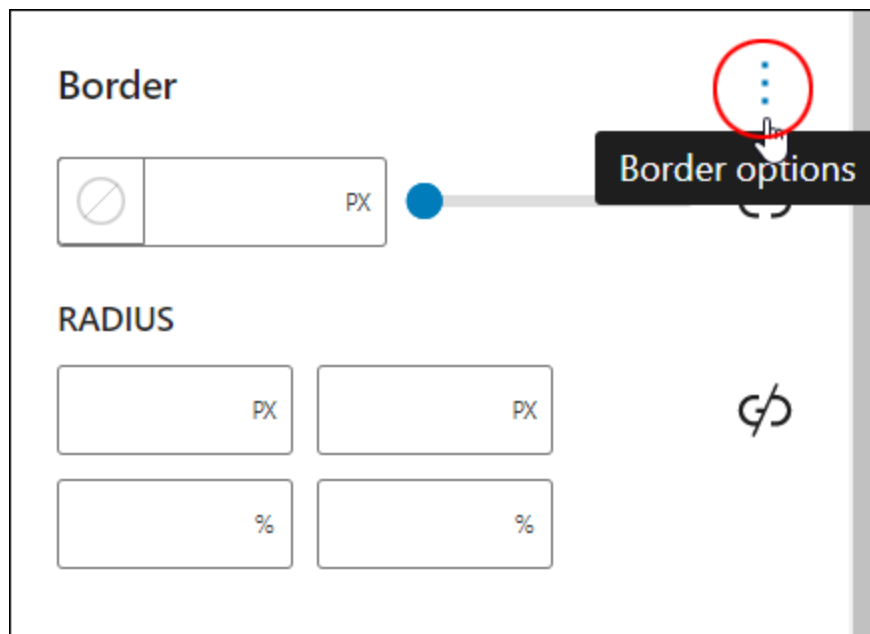 Border
Border options
PX
RADIUS
PX PX
% %